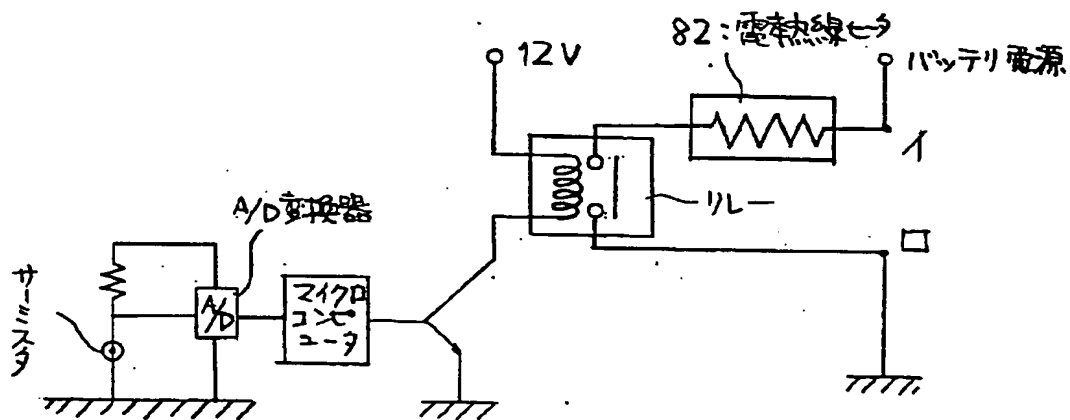 82:電熱線ヒータ
12V
バッテリ電源
イ
リレー
ロ
A/D変換器
サーミスタ
A/D
マイクロ
コンピ
ュータ